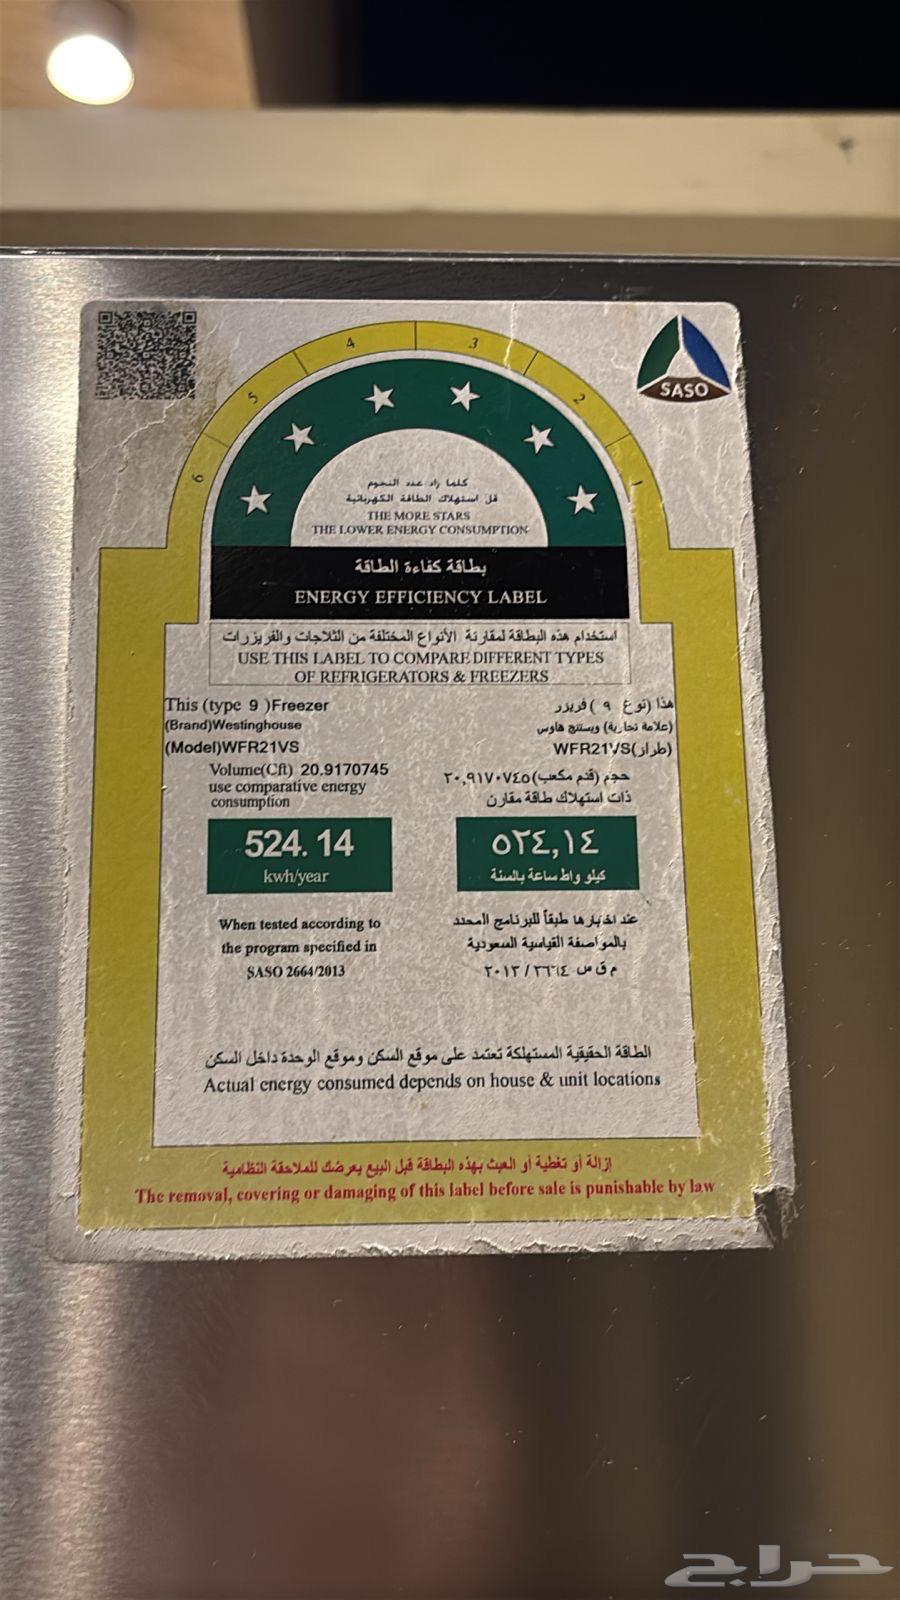 SASO
6 5 4 3 2 1
كلما زاد عدد النجوم
قل استهلاك الطاقة الكهربائية
THE MORE STARS
THE LOWER ENERGY CONSUMPTION
بطاقة كفاءة الطاقة
ENERGY EFFICIENCY LABEL
استخدام هذه البطاقة لمقارنة الأنواع المختلفة من الثلاجات والفريزرات
USE THIS LABEL TO COMPARE DIFFERENT TYPES
OF REFRIGERATORS & FREEZERS
This (type 9 )Freezer
(Brand)Westinghouse
(Model)WFR21VS
Volume(Cft) 20.9170745
use comparative energy
consumption
524.14
kwh/year
When tested according to
the program specified in
SASO 2664/2013
هذا (نوع ٩ ) فريزر
(علامة تجارية) ويستنج هاوس
(طراز)WFR21VS
حجم (قدم مكعب)٢٠,٩١٧٠٧٤٥
ذات استهلاك طاقة مقارن
٥٢٤,١٤
كيلو واط ساعة بالسنة
عند اختبارها طبقاً للبرنامج المحدد
بالمواصفة القياسية السعودية
م ق س ٢٦٦٤ / ٢٠١٣
الطاقة الحقيقية المستهلكة تعتمد على موقع السكن وموقع الوحدة داخل السكن
Actual energy consumed depends on house & unit locations
إزالة أو تغطية أو العبث بهذه البطاقة قبل البيع يعرضك للملاحقة النظامية
The removal, covering or damaging of this label before sale is punishable by law
حراج